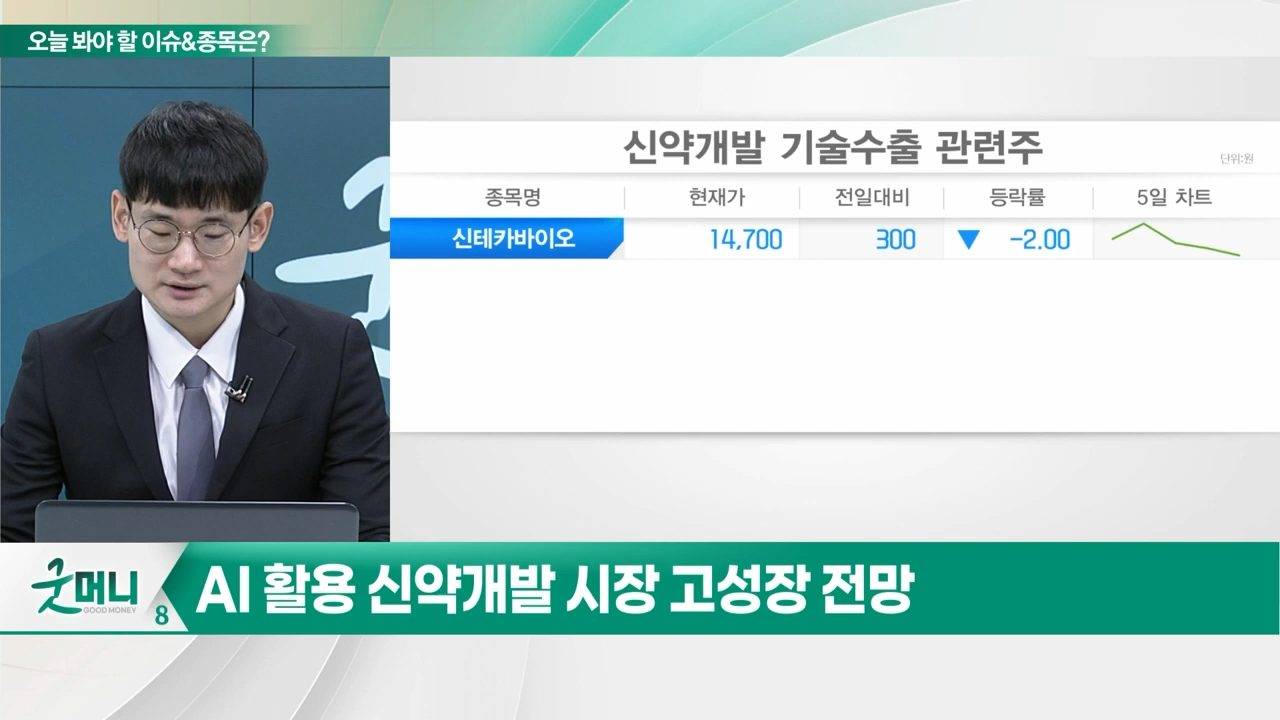 오늘 봐야 할 이슈&종목은?
신약개발 기술수출 관련주
단위:원
종목명 현재가 전일대비 등락률 5일 차트
신테카바이오 14,700 300 ▼ -2.00
굿머니
GOOD MONEY
8
AI 활용 신약개발 시장 고성장 전망